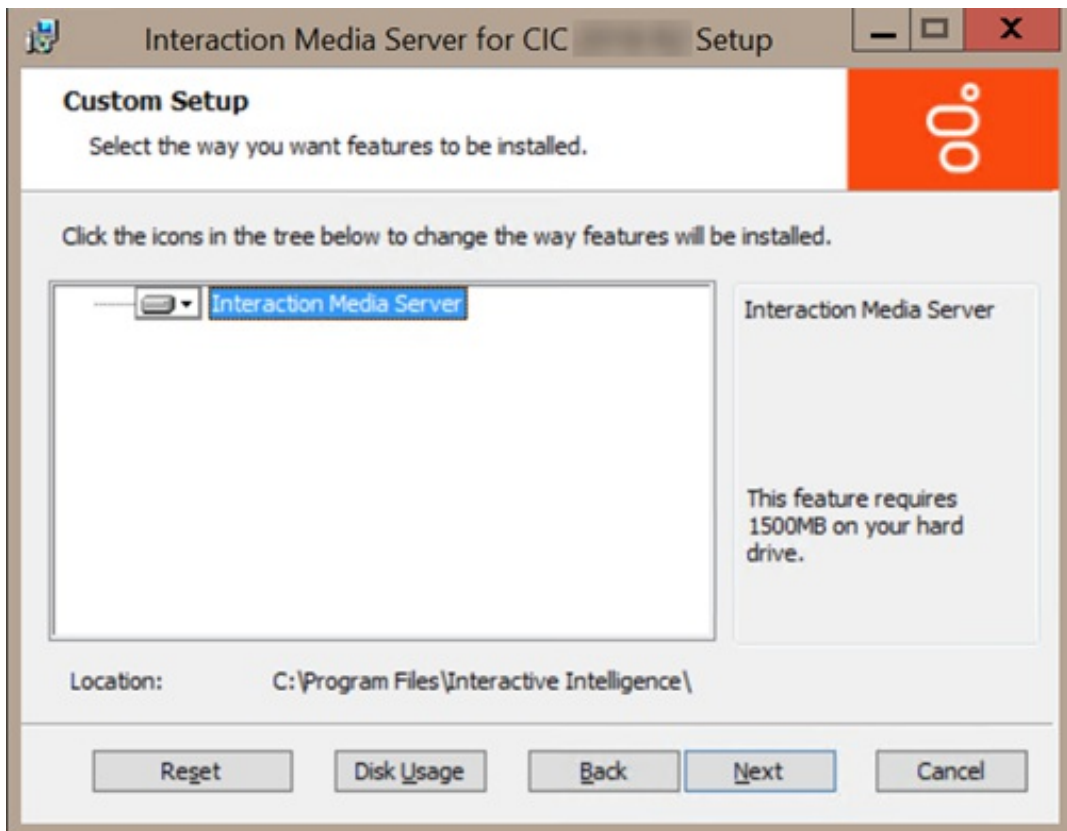 Interaction Media Server for CIC Setup
Custom Setup
Select the way you want features to be installed.
Click the icons in the tree below to change the way features will be installed.
Interaction Media Server
Interaction Media Server
This feature requires
1500MB on your hard
drive.
Location: C:\Program Files\Interactive Intelligence\
Reset Disk Usage Back Next Cancel